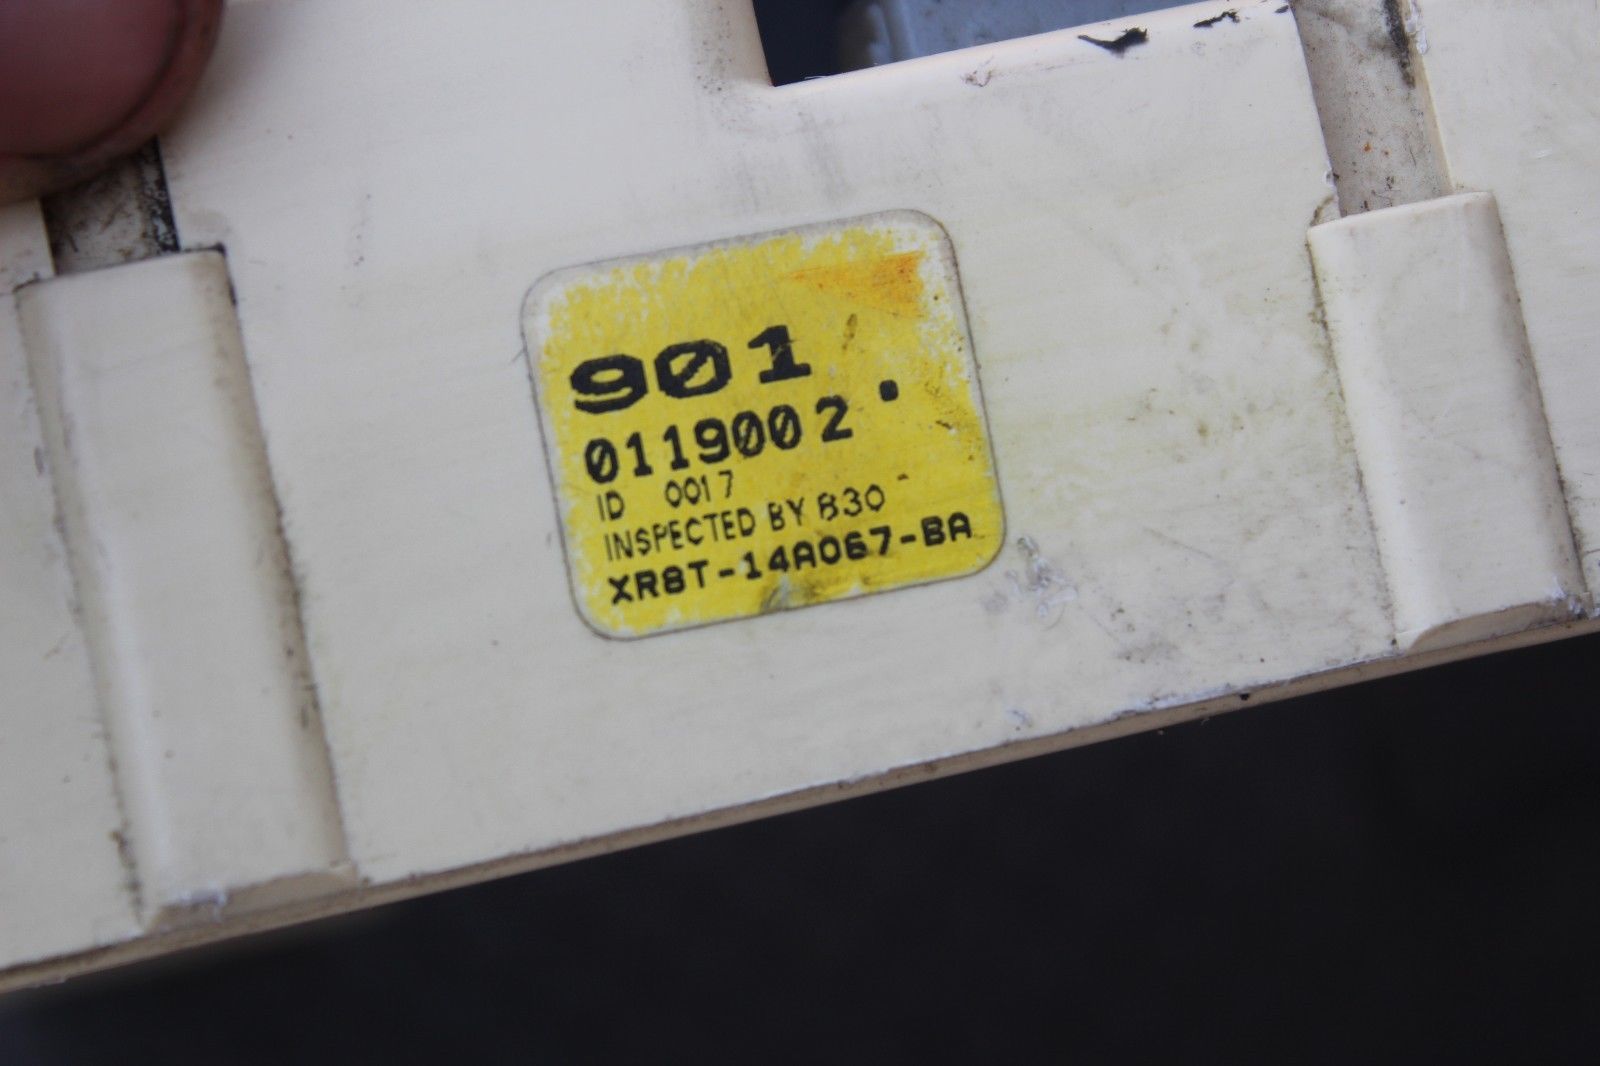 901
0119002
ID 0017
INSPECTED BY 830
XR8T-14A067-BA